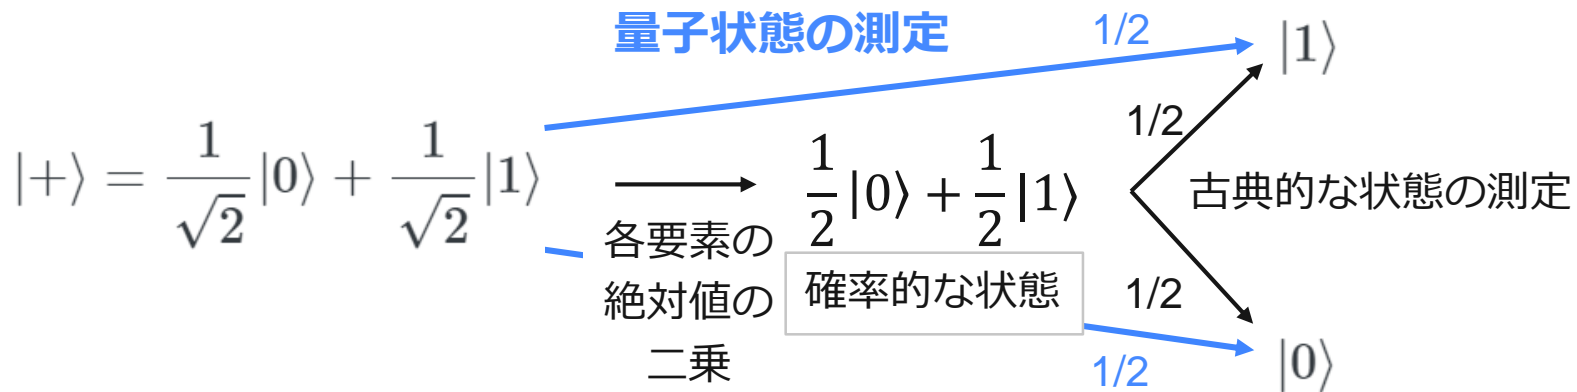 量子状態の測定
1/2
|1⟩
|+⟩ = 1/√2 |0⟩ + 1/√2 |1⟩
各要素の
絶対値の
二乗
1/2 |0⟩ + 1/2 |1⟩
確率的な状態
1/2
古典的な状態の測定
1/2
1/2
|0⟩